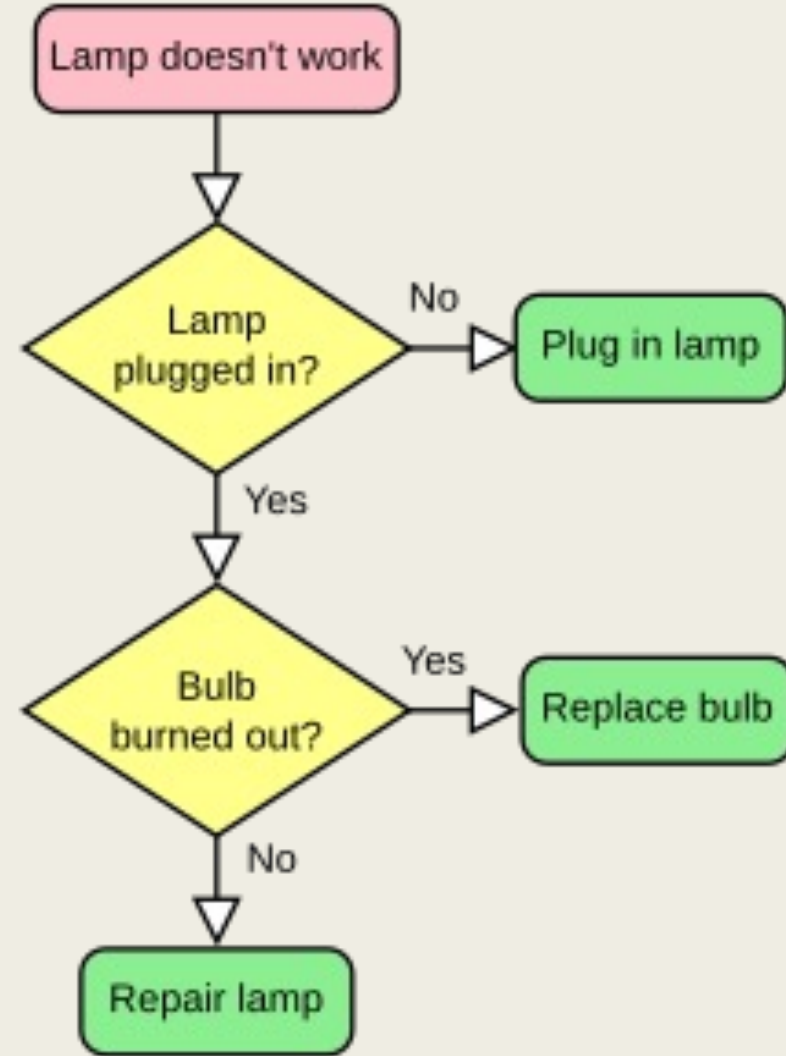 Lamp doesn't work
Lamp
plugged in?
No
Plug in lamp
Yes
Bulb
burned out?
Yes
Replace bulb
No
Repair lamp